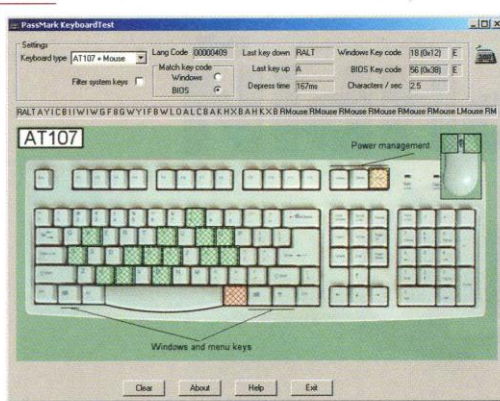 PassMark KeyboardTest
Settings
Keyboard type AT107 + Mouse
Filter system keys
Lang Code 00000409
Match key code
Windows
BIOS
Last key down RALT
Last key up A
Depress time 167ms
Windows Key code 18 (0x12) E
BIOS Key code 56 (0x38) E
Characters / sec 2.5
RALT A Y I C B I I W I W G F B G W Y I F B W L O A L C B A K H X B A H K X B RMouse RMouse RMouse RMouse RMouse RMouse LMouse RM
AT107
Power management
Windows and menu keys
Clear
About
Help
Exit